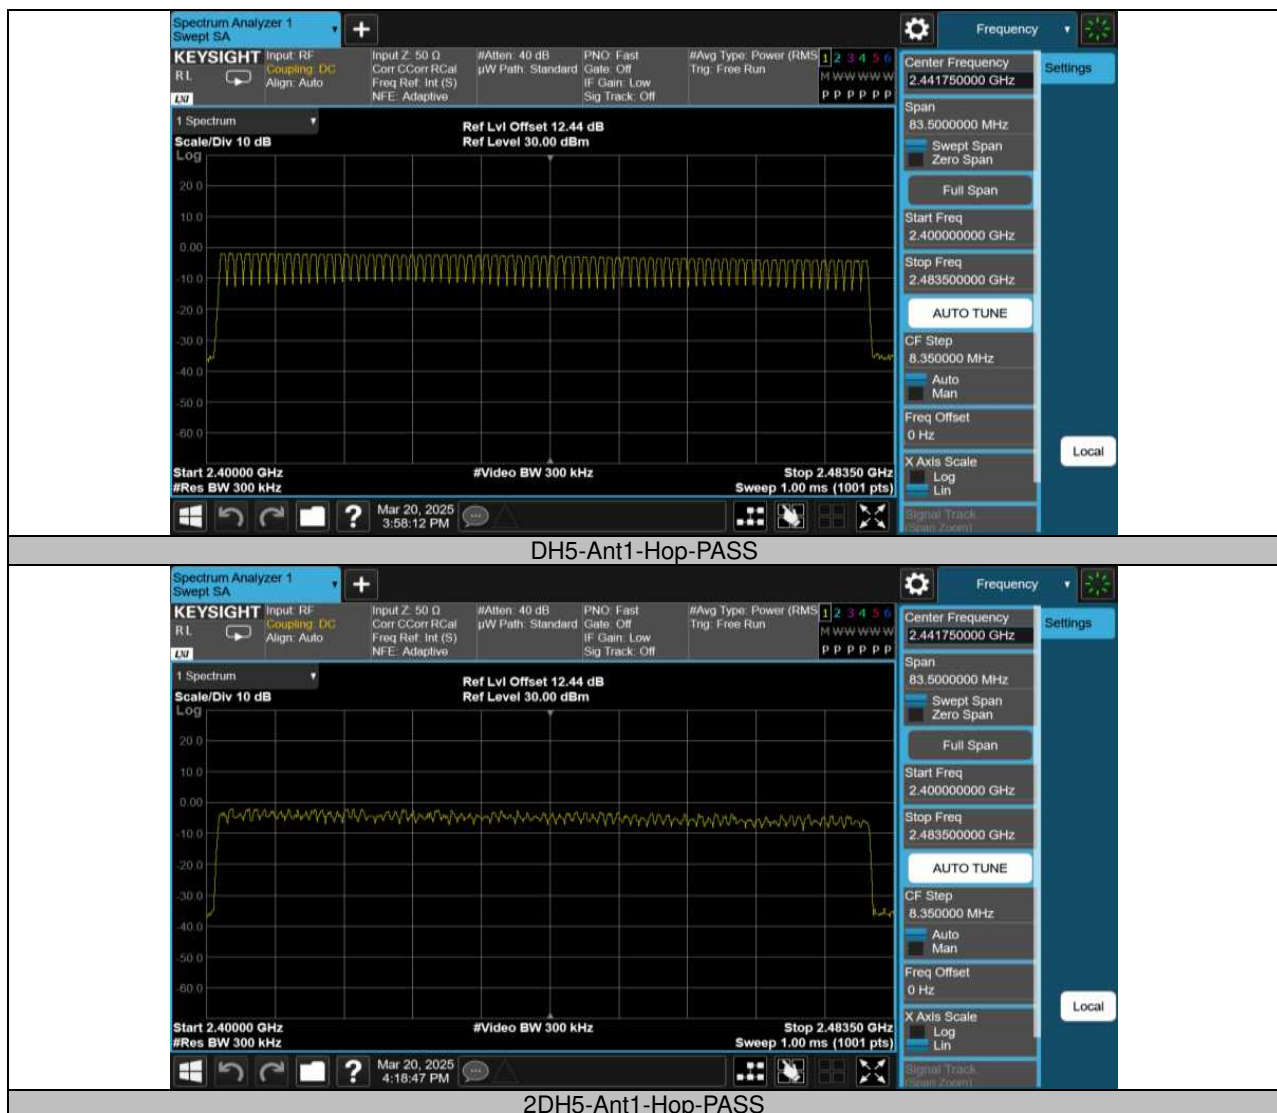 Spectrum Analyzer 1
Swept SA
Frequency
KEYSIGHT
RL
LXI
Input: RF
Coupling: DC
Align: Auto
Input Z: 50 Ω
Corr CCorr RCal
Freq Ref: Int (S)
NFE: Adaptive
#Atten: 40 dB
µW Path: Standard
PNO: Fast
Gate: Off
IF Gain: Low
Sig Track: Off
#Avg Type: Power (RMS
Trig: Free Run
1 2 3 4 5 6
M W W W W W
P P P P P P
1 Spectrum
Scale/Div 10 dB
Ref Lvl Offset 12.44 dB
Ref Level 30.00 dBm
Log
20.0
10.0
0.00
-10.0
-20.0
-30.0
-40.0
-50.0
-60.0
Start 2.40000 GHz
#Res BW 300 kHz
#Video BW 300 kHz
Stop 2.48350 GHz
Sweep 1.00 ms (1001 pts)
Mar 20, 2025
3:58:12 PM
Center Frequency
2.441750000 GHz
Settings
Span
83.5000000 MHz
Swept Span
Zero Span
Full Span
Start Freq
2.400000000 GHz
Stop Freq
2.483500000 GHz
AUTO TUNE
CF Step
8.350000 MHz
Auto
Man
Freq Offset
0 Hz
X Axis Scale
Log
Lin
Signal Track
(Span Zoom)
Local
DH5-Ant1-Hop-PASS
Spectrum Analyzer 1
Swept SA
Frequency
KEYSIGHT
RL
LXI
Input: RF
Coupling: DC
Align: Auto
Input Z: 50 Ω
Corr CCorr RCal
Freq Ref: Int (S)
NFE: Adaptive
#Atten: 40 dB
µW Path: Standard
PNO: Fast
Gate: Off
IF Gain: Low
Sig Track: Off
#Avg Type: Power (RMS
Trig: Free Run
1 2 3 4 5 6
M W W W W W
P P P P P P
1 Spectrum
Scale/Div 10 dB
Ref Lvl Offset 12.44 dB
Ref Level 30.00 dBm
Log
20.0
10.0
0.00
-10.0
-20.0
-30.0
-40.0
-50.0
-60.0
Start 2.40000 GHz
#Res BW 300 kHz
#Video BW 300 kHz
Stop 2.48350 GHz
Sweep 1.00 ms (1001 pts)
Mar 20, 2025
4:18:47 PM
Center Frequency
2.441750000 GHz
Settings
Span
83.5000000 MHz
Swept Span
Zero Span
Full Span
Start Freq
2.400000000 GHz
Stop Freq
2.483500000 GHz
AUTO TUNE
CF Step
8.350000 MHz
Auto
Man
Freq Offset
0 Hz
X Axis Scale
Log
Lin
Signal Track
(Span Zoom)
Local
2DH5-Ant1-Hop-PASS